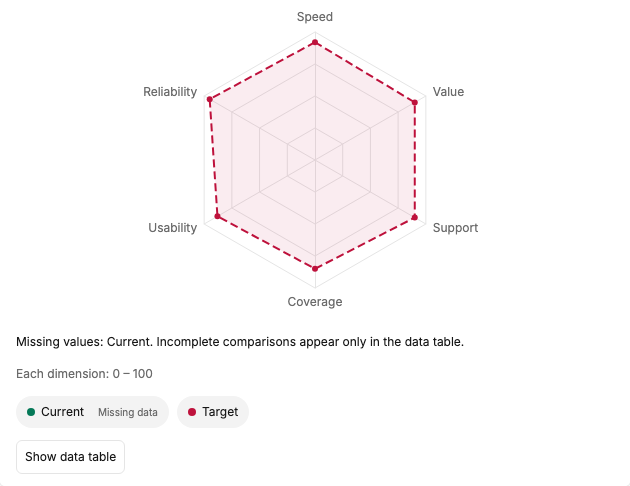 Speed
Reliability
Value
Usability
Support
Coverage
Missing values: Current. Incomplete comparisons appear only in the data table.
Each dimension: 0 – 100
Current Missing data Target
Show data table